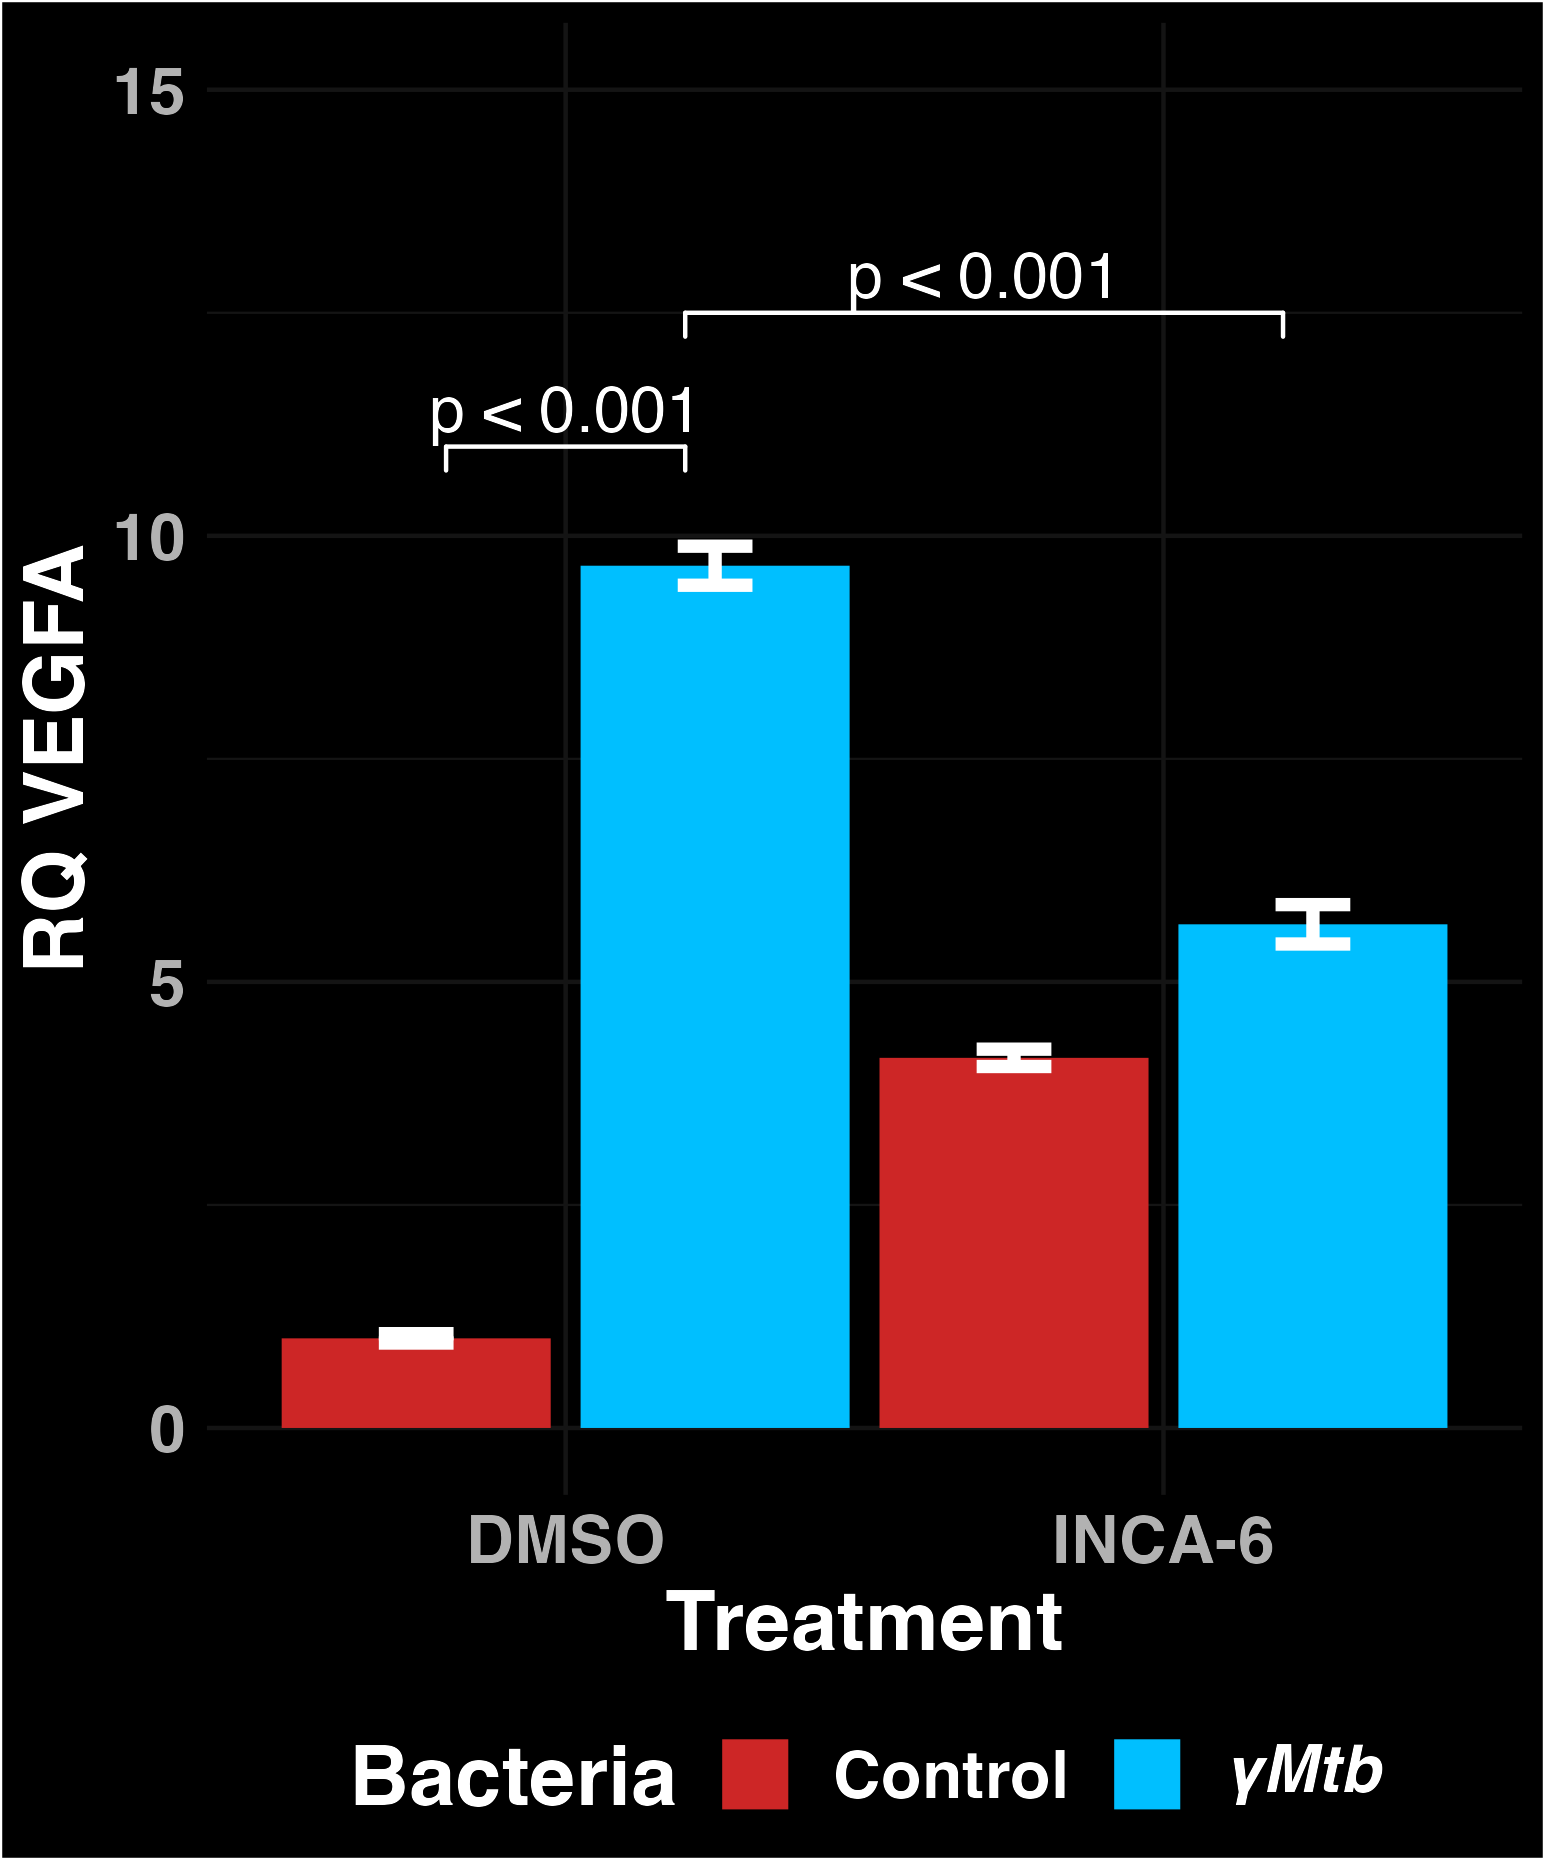 15
p < 0.001
p < 0.001
10
5
0
RQ VEGFA
DMSO INCA-6
Treatment
Bacteria Control γMtb